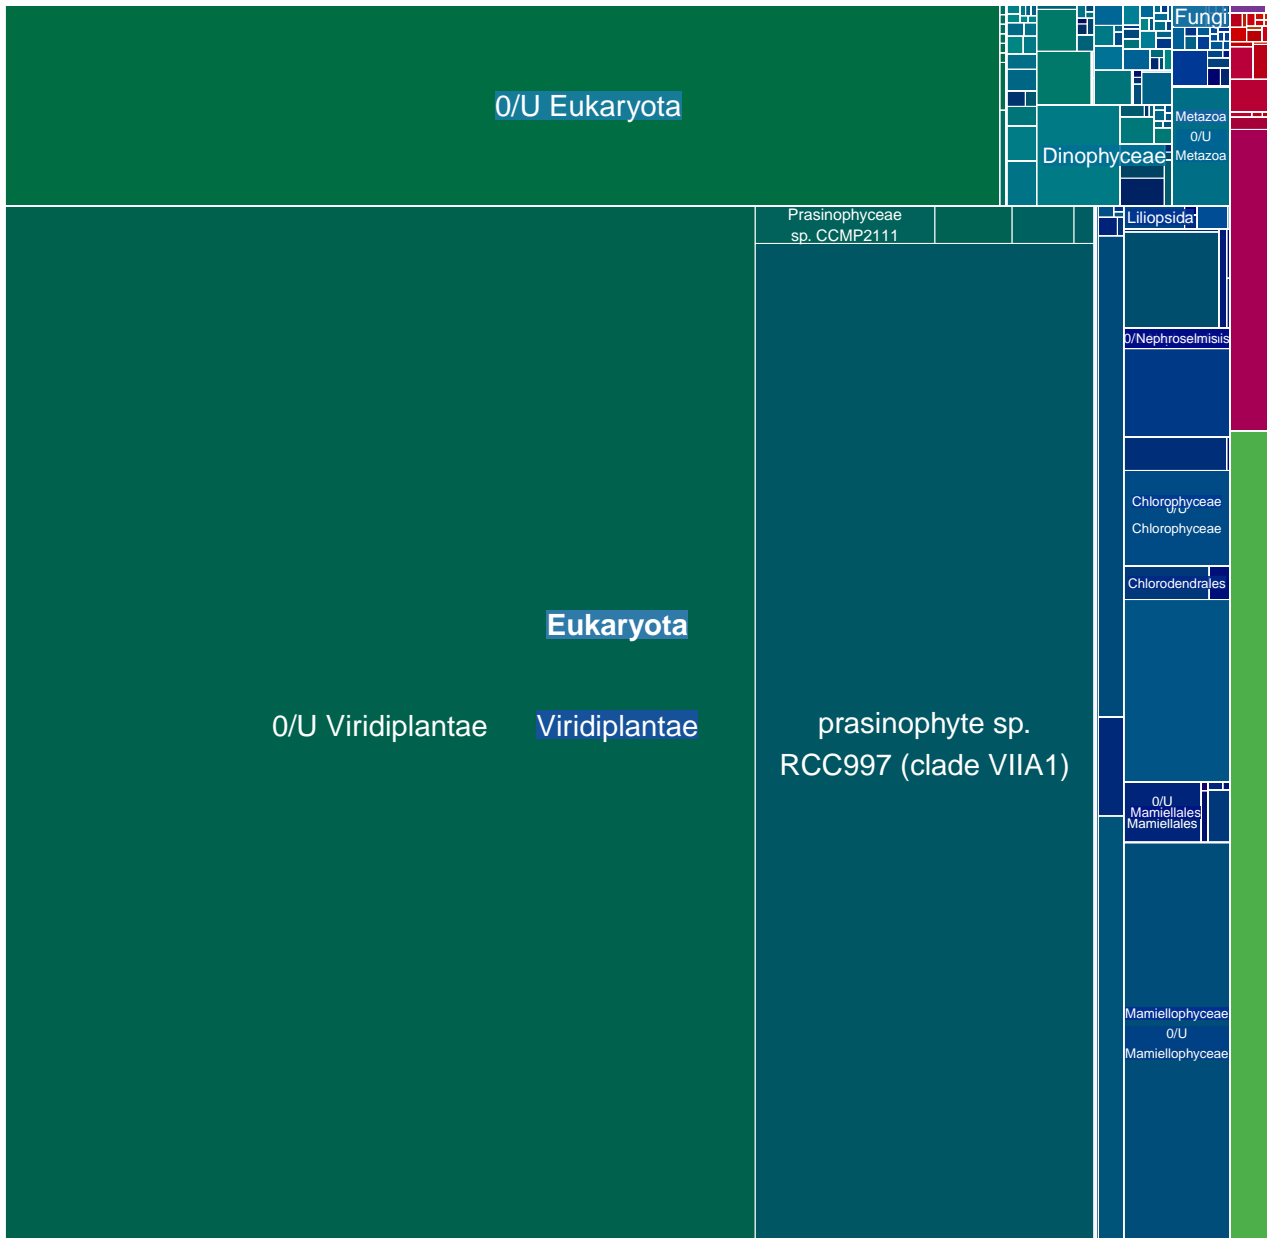 Fungi
0/U Eukaryota
Metazoa
0/U
Metazoa
Dinophyceae
Prasinophyceae
sp. CCMP2111
Liliopsida
Chlorophyceae
0/U
Chlorophyceae
Chlorodendrales
Eukaryota
0/U Viridiplantae
Viridiplantae
prasinophyte sp.
RCC997 (clade VIIA1)
0/U
Mamiellales
Mamiellales
Mamiellophyceae
0/U
Mamiellophyceae